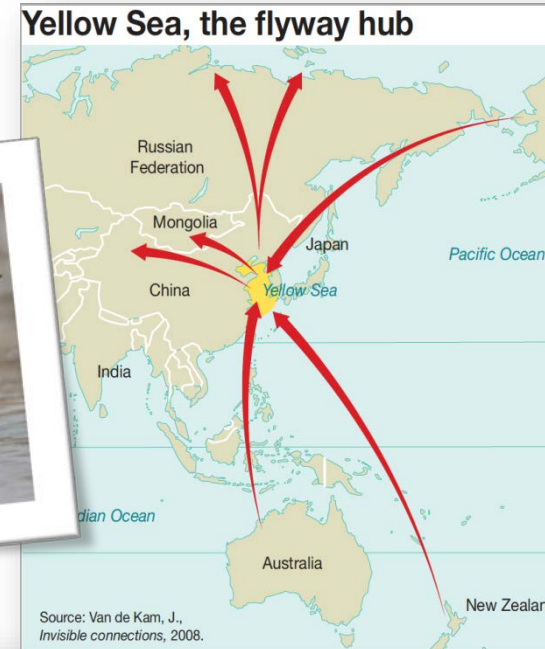 Yellow Sea, the flyway hub
Russian
Federation
Mongolia
Japan
Pacific Ocean
China
Yellow Sea
India
dian Ocean
Australia
New Zealan
Source: Van de Kam, J.,
Invisible connections, 2008.